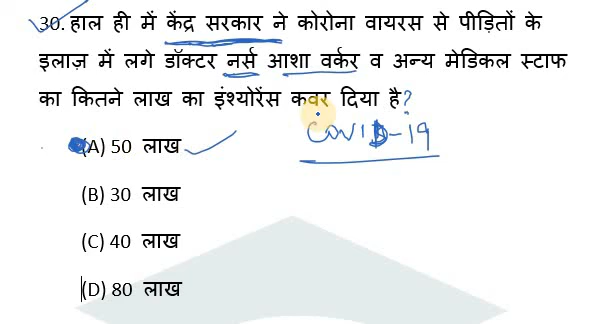 30. हाल ही में केंद्र सरकार ने कोरोना वायरस से पीड़ितों के
इलाज़ में लगे डॉक्टर नर्स आशा वर्कर व अन्य मेडिकल स्टाफ
का कितने लाख का इंश्योरेंस कवर दिया है?
COVID-19
(A) 50 लाख
(B) 30 लाख
(C) 40 लाख
(D) 80 लाख